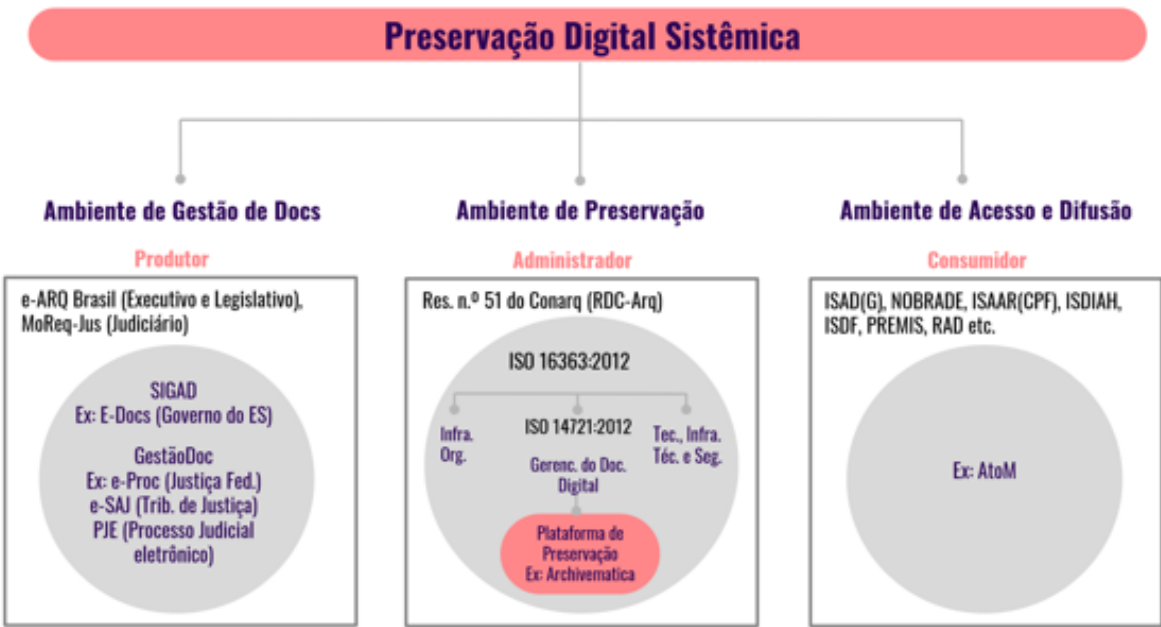 Preservação Digital Sistêmica
Ambiente de Gestão de Docs
Produtor
e-ARQ Brasil (Executivo e Legislativo),
MoReq-Jus (Judiciário)
SIGAD
Ex: E-Docs (Governo do ES)
GestãoDoc
Ex: e-Proc (Justiça Fed.)
e-SAJ (Trib. de Justiça)
PJE (Processo Judicial
eletrônico)
Ambiente de Preservação
Administrador
Res. n.º 51 do Conarq (RDC-Arq)
ISO 16363:2012
Infra.
Org.
ISO 14721:2012
Gerenc. do Doc.
Digital
Tec., Infra.
Téc. e Seg.
Plataforma de
Preservação
Ex: Archivematica
Ambiente de Acesso e Difusão
Consumidor
ISAD(G), NOBRADE, ISAAR(CPF), ISDIAH,
ISDF, PREMIS, RAD etc.
Ex: AtoM